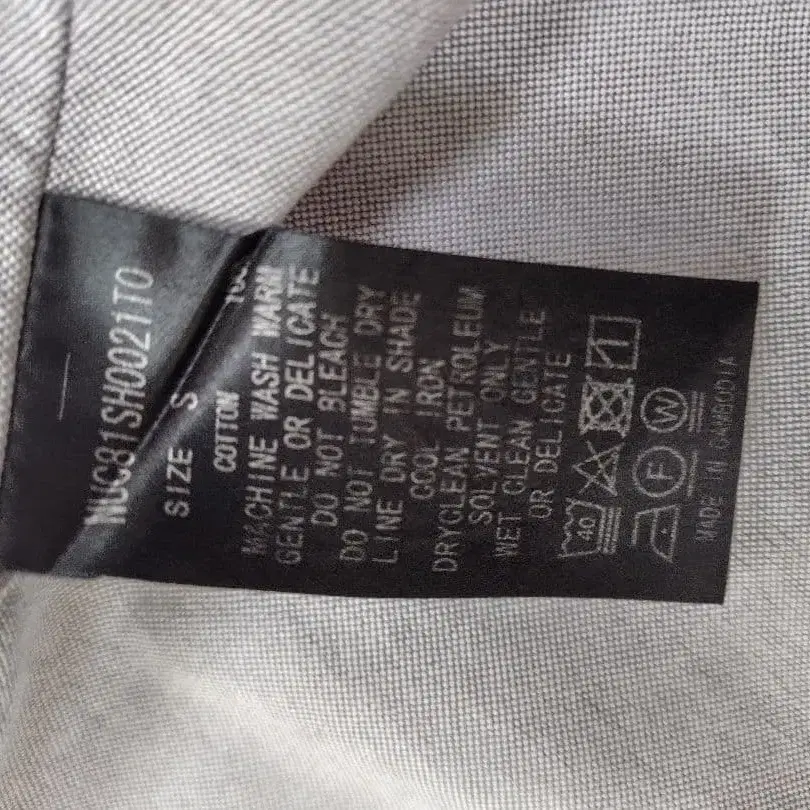 NUC81SH0021TO
SIZE S
COTTON
MACHINE WASH WARM
GENTLE OR DELICATE
DO NOT BLEACH
DO NOT TUMBLE DRY
LINE DRY IN SHADE
COOL IRON
DRYCLEAN PETROLEUM
SOLVENT ONLY
WET CLEAN GENTLE
OR DELICATE
40
F W
MADE IN CAMBODIA